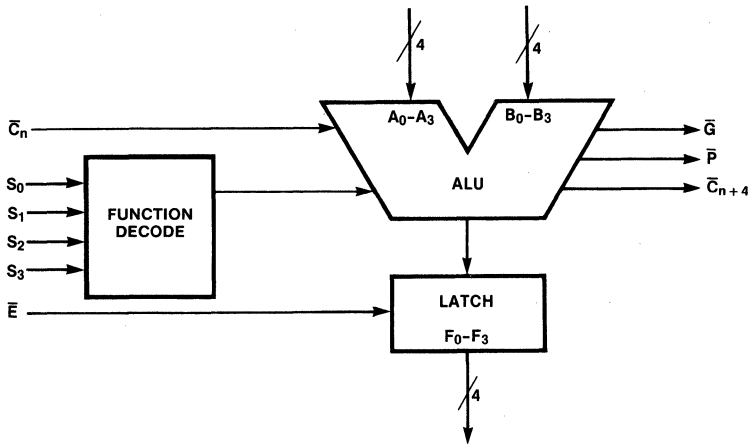 4
4
C̅n
A0–A3
B0–B3
G̅
P̅
C̅n+4
ALU
S0
S1
S2
S3
FUNCTION
DECODE
E̅
LATCH
F0–F3
4